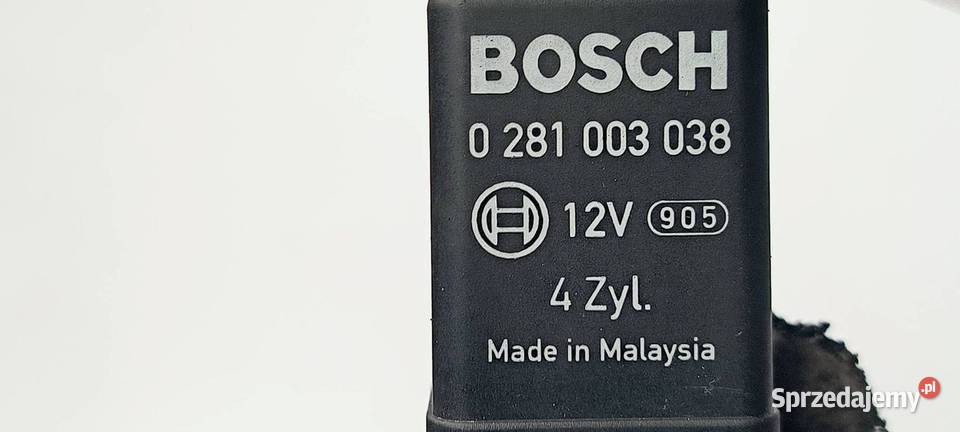 BOSCH
0 281 003 038
12V 905
4 Zyl.
Made in Malaysia
Sprzedajemy.pl